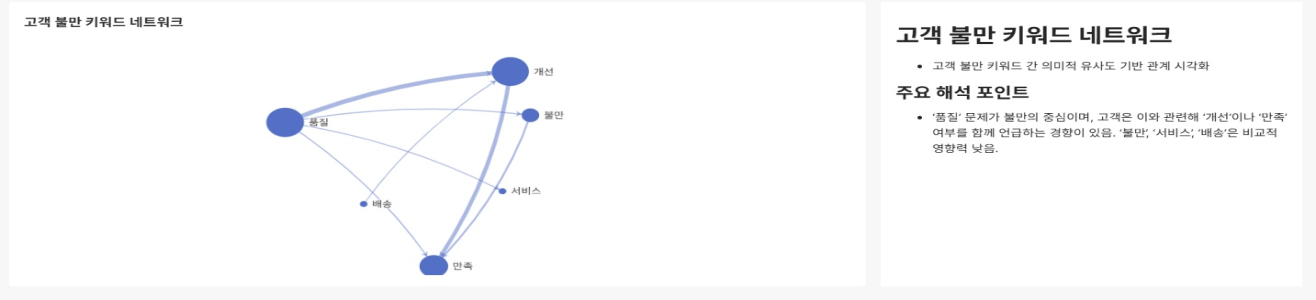 고객 불만 키워드 네트워크
개선
불만
품질
서비스
배송
만족
고객 불만 키워드 네트워크
• 고객 불만 키워드 간 의미적 유사도 기반 관계 시각화
주요 해석 포인트
• ‘품질’ 문제가 불만의 중심이며, 고객은 이와 관련해 ‘개선’이나 ‘만족’
여부를 함께 언급하는 경향이 있음. ‘불만’, ‘서비스’, ‘배송’은 비교적
영향력 낮음.